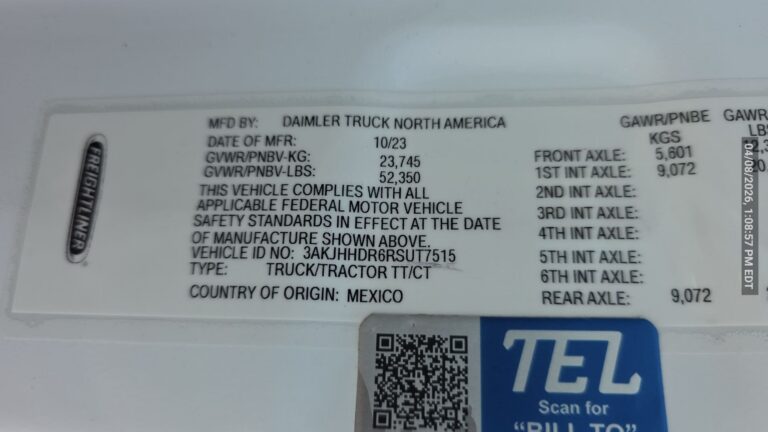 FREIGHTLINER
MFD BY: DAIMLER TRUCK NORTH AMERICA
DATE OF MFR: 10/23
GVWR/PNBV-KG: 23,745
GVWR/PNBV-LBS: 52,350
THIS VEHICLE COMPLIES WITH ALL
APPLICABLE FEDERAL MOTOR VEHICLE
SAFETY STANDARDS IN EFFECT AT THE DATE
OF MANUFACTURE SHOWN ABOVE.
VEHICLE ID NO: 3AKJHHDR6RSUT7515
TYPE: TRUCK/TRACTOR TT/CT
COUNTRY OF ORIGIN: MEXICO
GAWR/PNBE GAWR
KGS LB
FRONT AXLE: 5,601
1ST INT AXLE: 9,072
2ND INT AXLE:
3RD INT AXLE:
4TH INT AXLE:
5TH INT AXLE:
6TH INT AXLE:
REAR AXLE: 9,072
04/08/2026, 1:08:57 PM EDT
TEL
Scan for
"BILL TO"